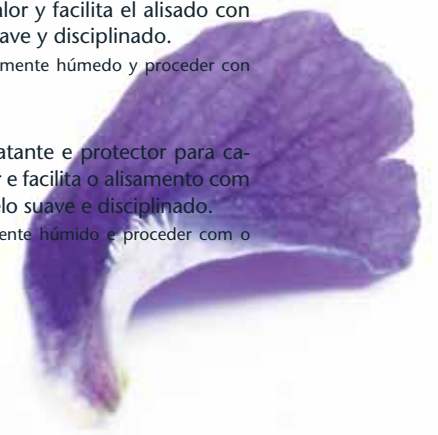 alor y facilita el alisado con
ave y disciplinado.
mente húmedo y proceder con
atante e protector para ca-
r e facilita o alisamento com
elo suave e disciplinado.
ente húmido e proceder com o